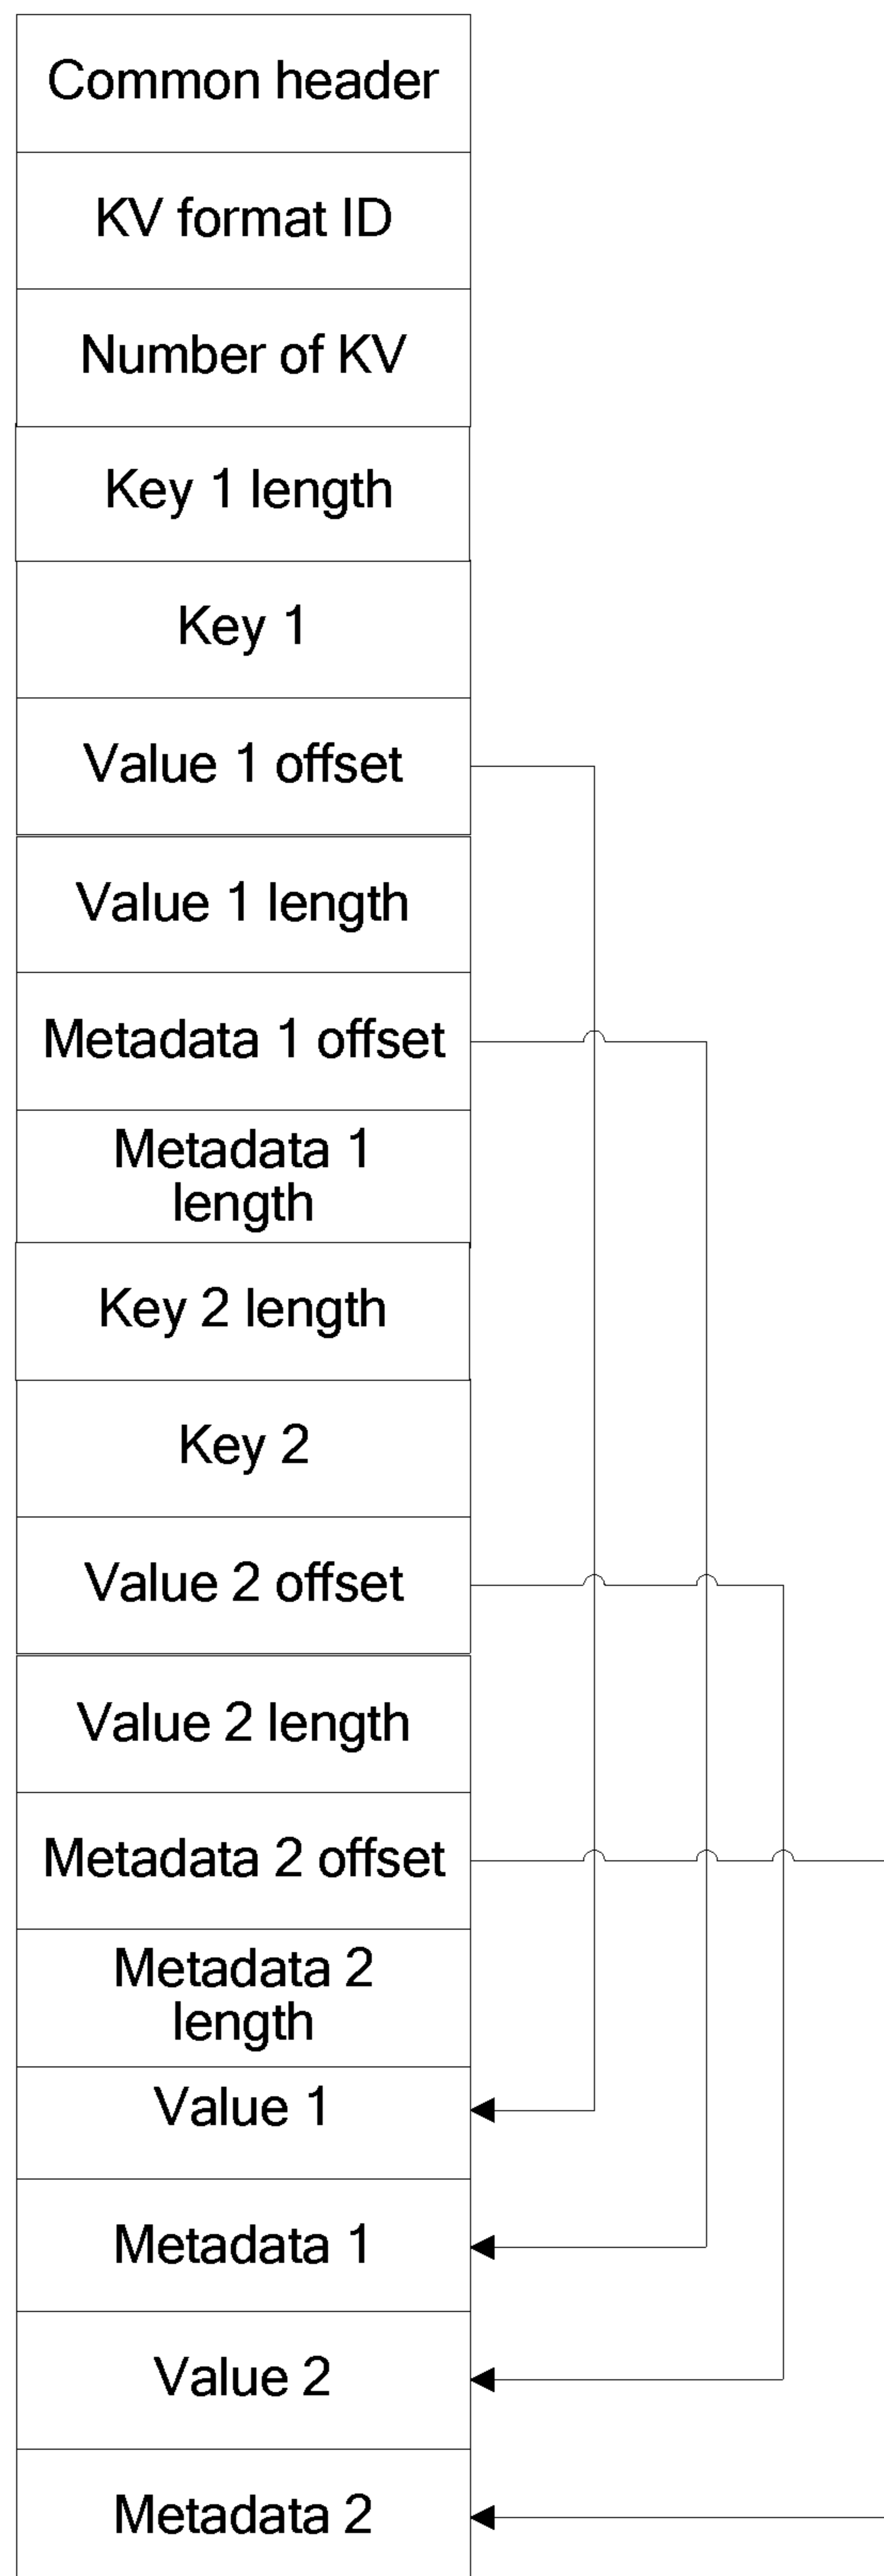 Common header
KV format ID
Number of KV
Key 1 length
Key 1
Value 1 offset
Value 1 length
Metadata 1 offset
Metadata 1
length
Key 2 length
Key 2
Value 2 offset
Value 2 length
Metadata 2 offset
Metadata 2
length
Value 1
Metadata 1
Value 2
Metadata 2